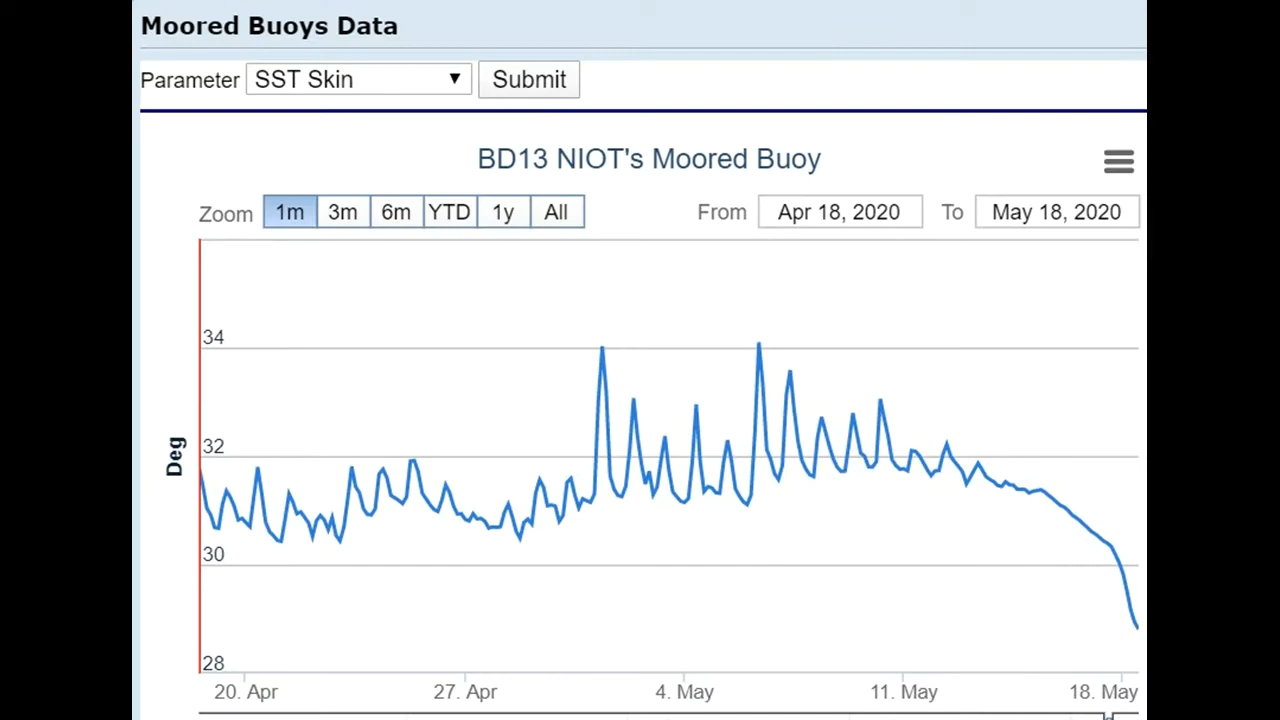 Moored Buoys Data
Parameter SST Skin Submit
BD13 NIOT's Moored Buoy
Zoom 1m 3m 6m YTD 1y All From Apr 18, 2020 To May 18, 2020
34
32
Deg
30
28
20. Apr 27. Apr 4. May 11. May 18. May